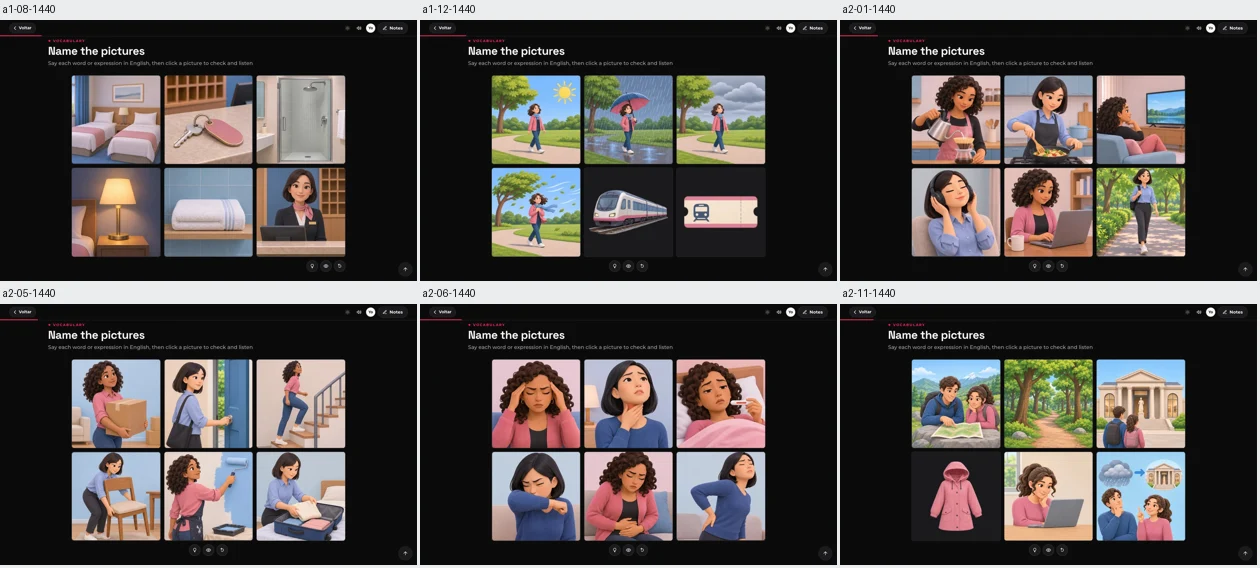 a1-08-1440
Voltar
Notes
VOCABULARY
Name the pictures
Say each word or expression in English, then click a picture to check and listen
a1-12-1440
Voltar
Notes
VOCABULARY
Name the pictures
Say each word or expression in English, then click a picture to check and listen
a2-01-1440
Voltar
Notes
VOCABULARY
Name the pictures
Say each word or expression in English, then click a picture to check and listen
a2-05-1440
Voltar
Notes
VOCABULARY
Name the pictures
Say each word or expression in English, then click a picture to check and listen
a2-06-1440
Voltar
Notes
VOCABULARY
Name the pictures
Say each word or expression in English, then click a picture to check and listen
a2-11-1440
Voltar
Notes
VOCABULARY
Name the pictures
Say each word or expression in English, then click a picture to check and listen